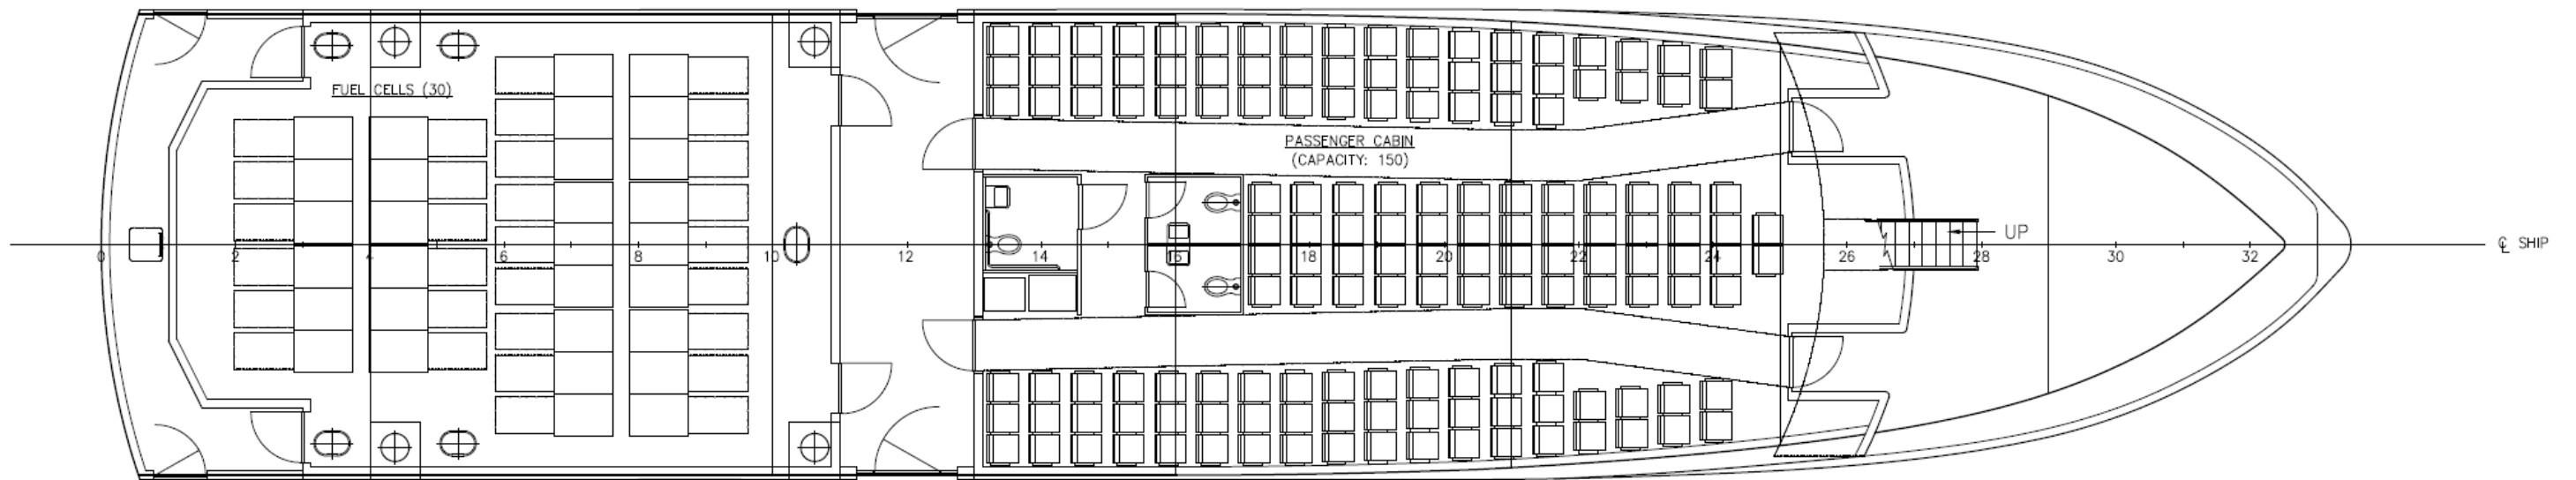 FUEL CELLS (30)
PASSENGER CABIN
(CAPACITY: 150)
UP
℄ SHIP
0 2 4 6 8 10 12 14 16 18 20 22 24 26 28 30 32